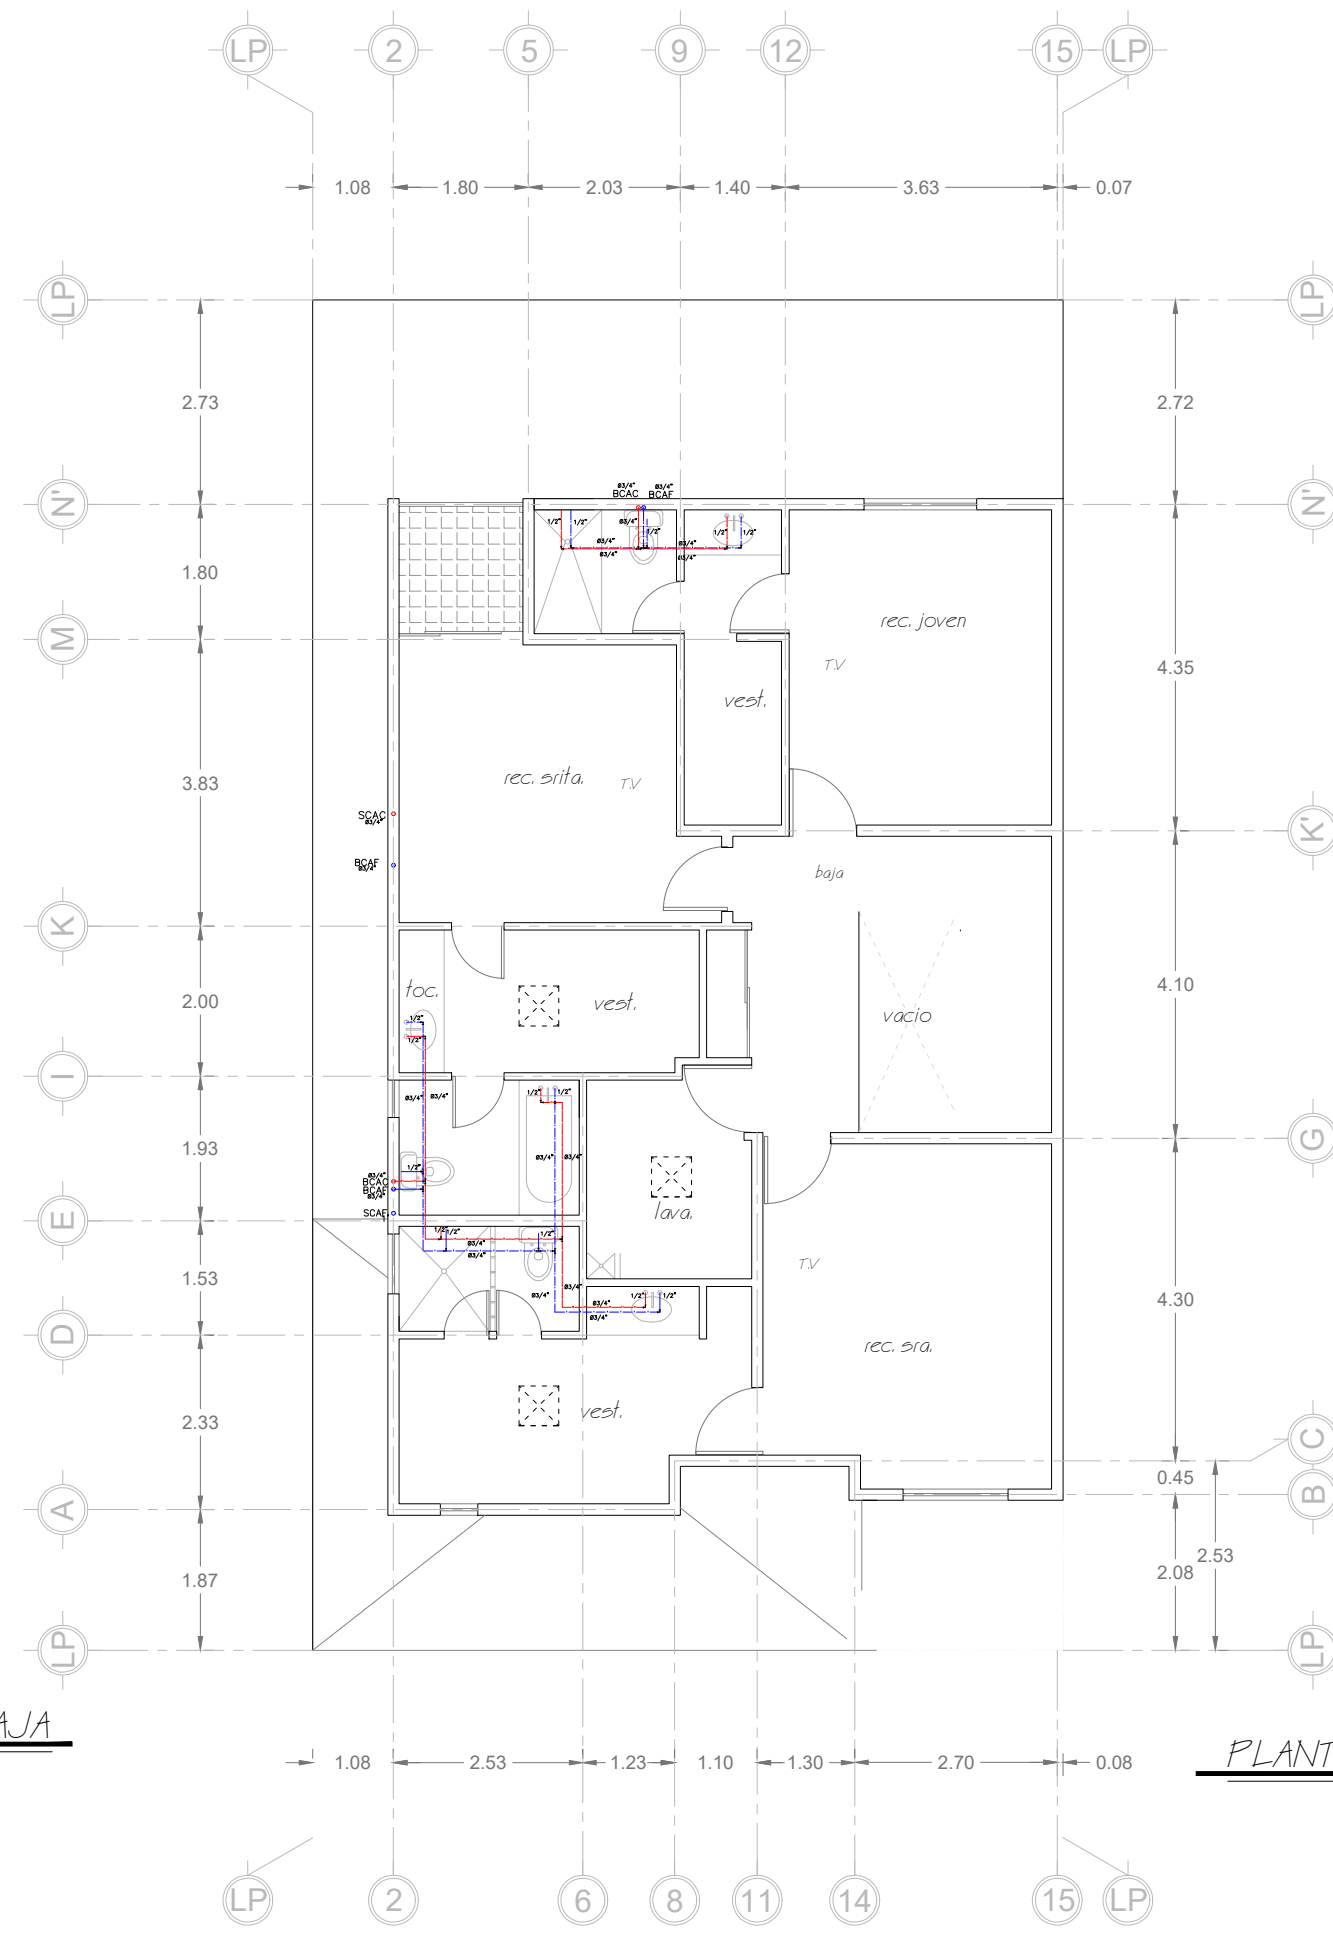 LP 2 5 9 12 15 LP
1.08 1.80 2.03 1.40 3.63 0.07
LP LP
2.73 2.72
ø3/4" ø3/4"
BCAC BCAF
N' N'
1/2" 1/2" ø3/4" 1/2" 1/2" 1/2"
ø3/4" ø3/4"
ø3/4" ø3/4"
1.80
rec. joven
M
T.V
4.35
vest.
rec. srita. T.V
3.83
SCAC
ø3/4"
K'
BCAF
ø3/4"
baja
K
toc. vest.
2.00
vacio
4.10
1/2"
1/2"
I
ø3/4" ø3/4" 1/2" 1/2"
G
1.93
ø3/4" ø3/4"
1/2"
ø3/4"
BCAC
BCAF
ø3/4"
SCAF
lava.
E
1/2" 1/2" 1/2"
ø3/4"
ø3/4"
1.53
T.V
ø3/4" ø3/4"
1/2" 1/2"
ø3/4"
ø3/4"
4.30
D
rec. sra.
vest.
2.33
C
0.45
A B
2.53
1.87 2.08
LP LP
AJA
PLANT
1.08 2.53 1.23 1.10 1.30 2.70 0.08
LP 2 6 8 11 14 15 LP